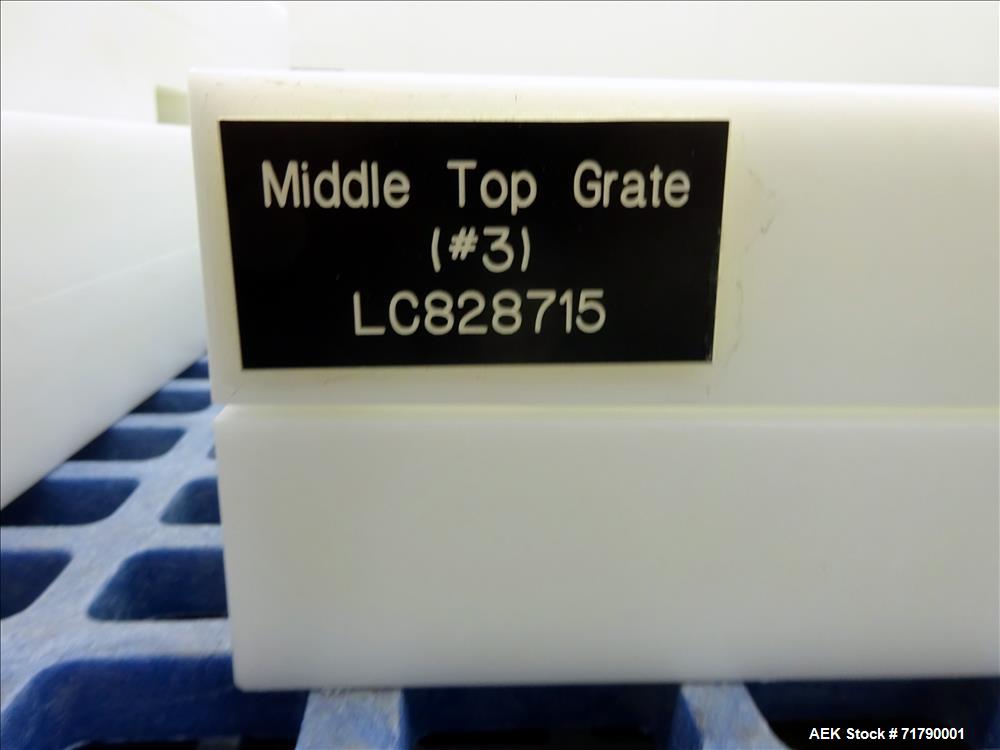 Middle Top Grate
(#3)
LC828715
AEK Stock # 71790001